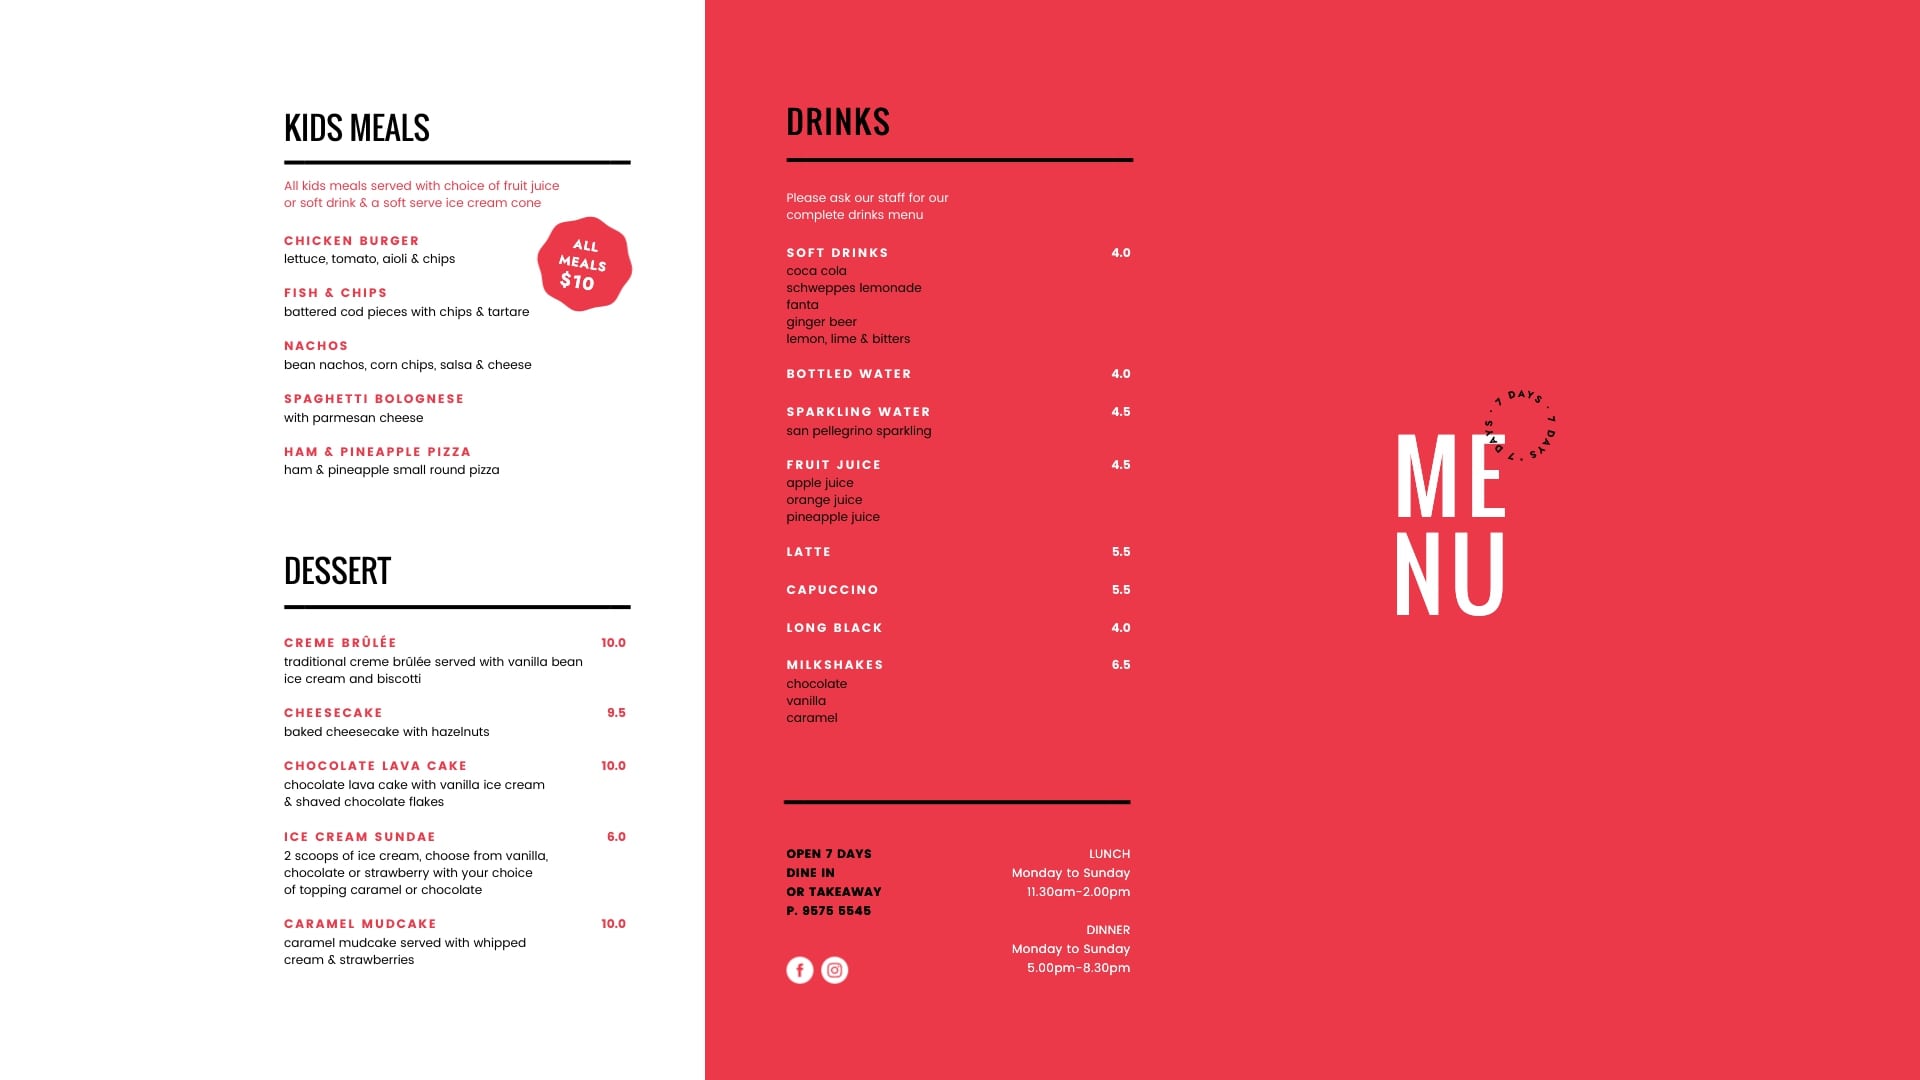 KIDS MEALS
All kids meals served with choice of fruit juice
or soft drink & a soft serve ice cream cone
ALL
MEALS
$10
CHICKEN BURGER
lettuce, tomato, aioli & chips
FISH & CHIPS
battered cod pieces with chips & tartare
NACHOS
bean nachos, corn chips, salsa & cheese
SPAGHETTI BOLOGNESE
with parmesan cheese
HAM & PINEAPPLE PIZZA
ham & pineapple small round pizza
DESSERT
CREME BRÛLÉE 10.0
traditional creme brûlée served with vanilla bean
ice cream and biscotti
CHEESECAKE 9.5
baked cheesecake with hazelnuts
CHOCOLATE LAVA CAKE 10.0
chocolate lava cake with vanilla ice cream
& shaved chocolate flakes
ICE CREAM SUNDAE 6.0
2 scoops of ice cream, choose from vanilla,
chocolate or strawberry with your choice
of topping caramel or chocolate
CARAMEL MUDCAKE 10.0
caramel mudcake served with whipped
cream & strawberries
DRINKS
Please ask our staff for our
complete drinks menu
SOFT DRINKS 4.0
coca cola
schweppes lemonade
fanta
ginger beer
lemon, lime & bitters
BOTTLED WATER 4.0
SPARKLING WATER 4.5
san pellegrino sparkling
FRUIT JUICE 4.5
apple juice
orange juice
pineapple juice
LATTE 5.5
CAPUCCINO 5.5
LONG BLACK 4.0
MILKSHAKES 6.5
chocolate
vanilla
caramel
OPEN 7 DAYS
DINE IN
OR TAKEAWAY
P. 9575 5545
LUNCH
Monday to Sunday
11.30am-2.00pm
DINNER
Monday to Sunday
5.00pm-8.30pm
7 DAYS · 7 DAYS · 7 DAYS ·
ME
NU